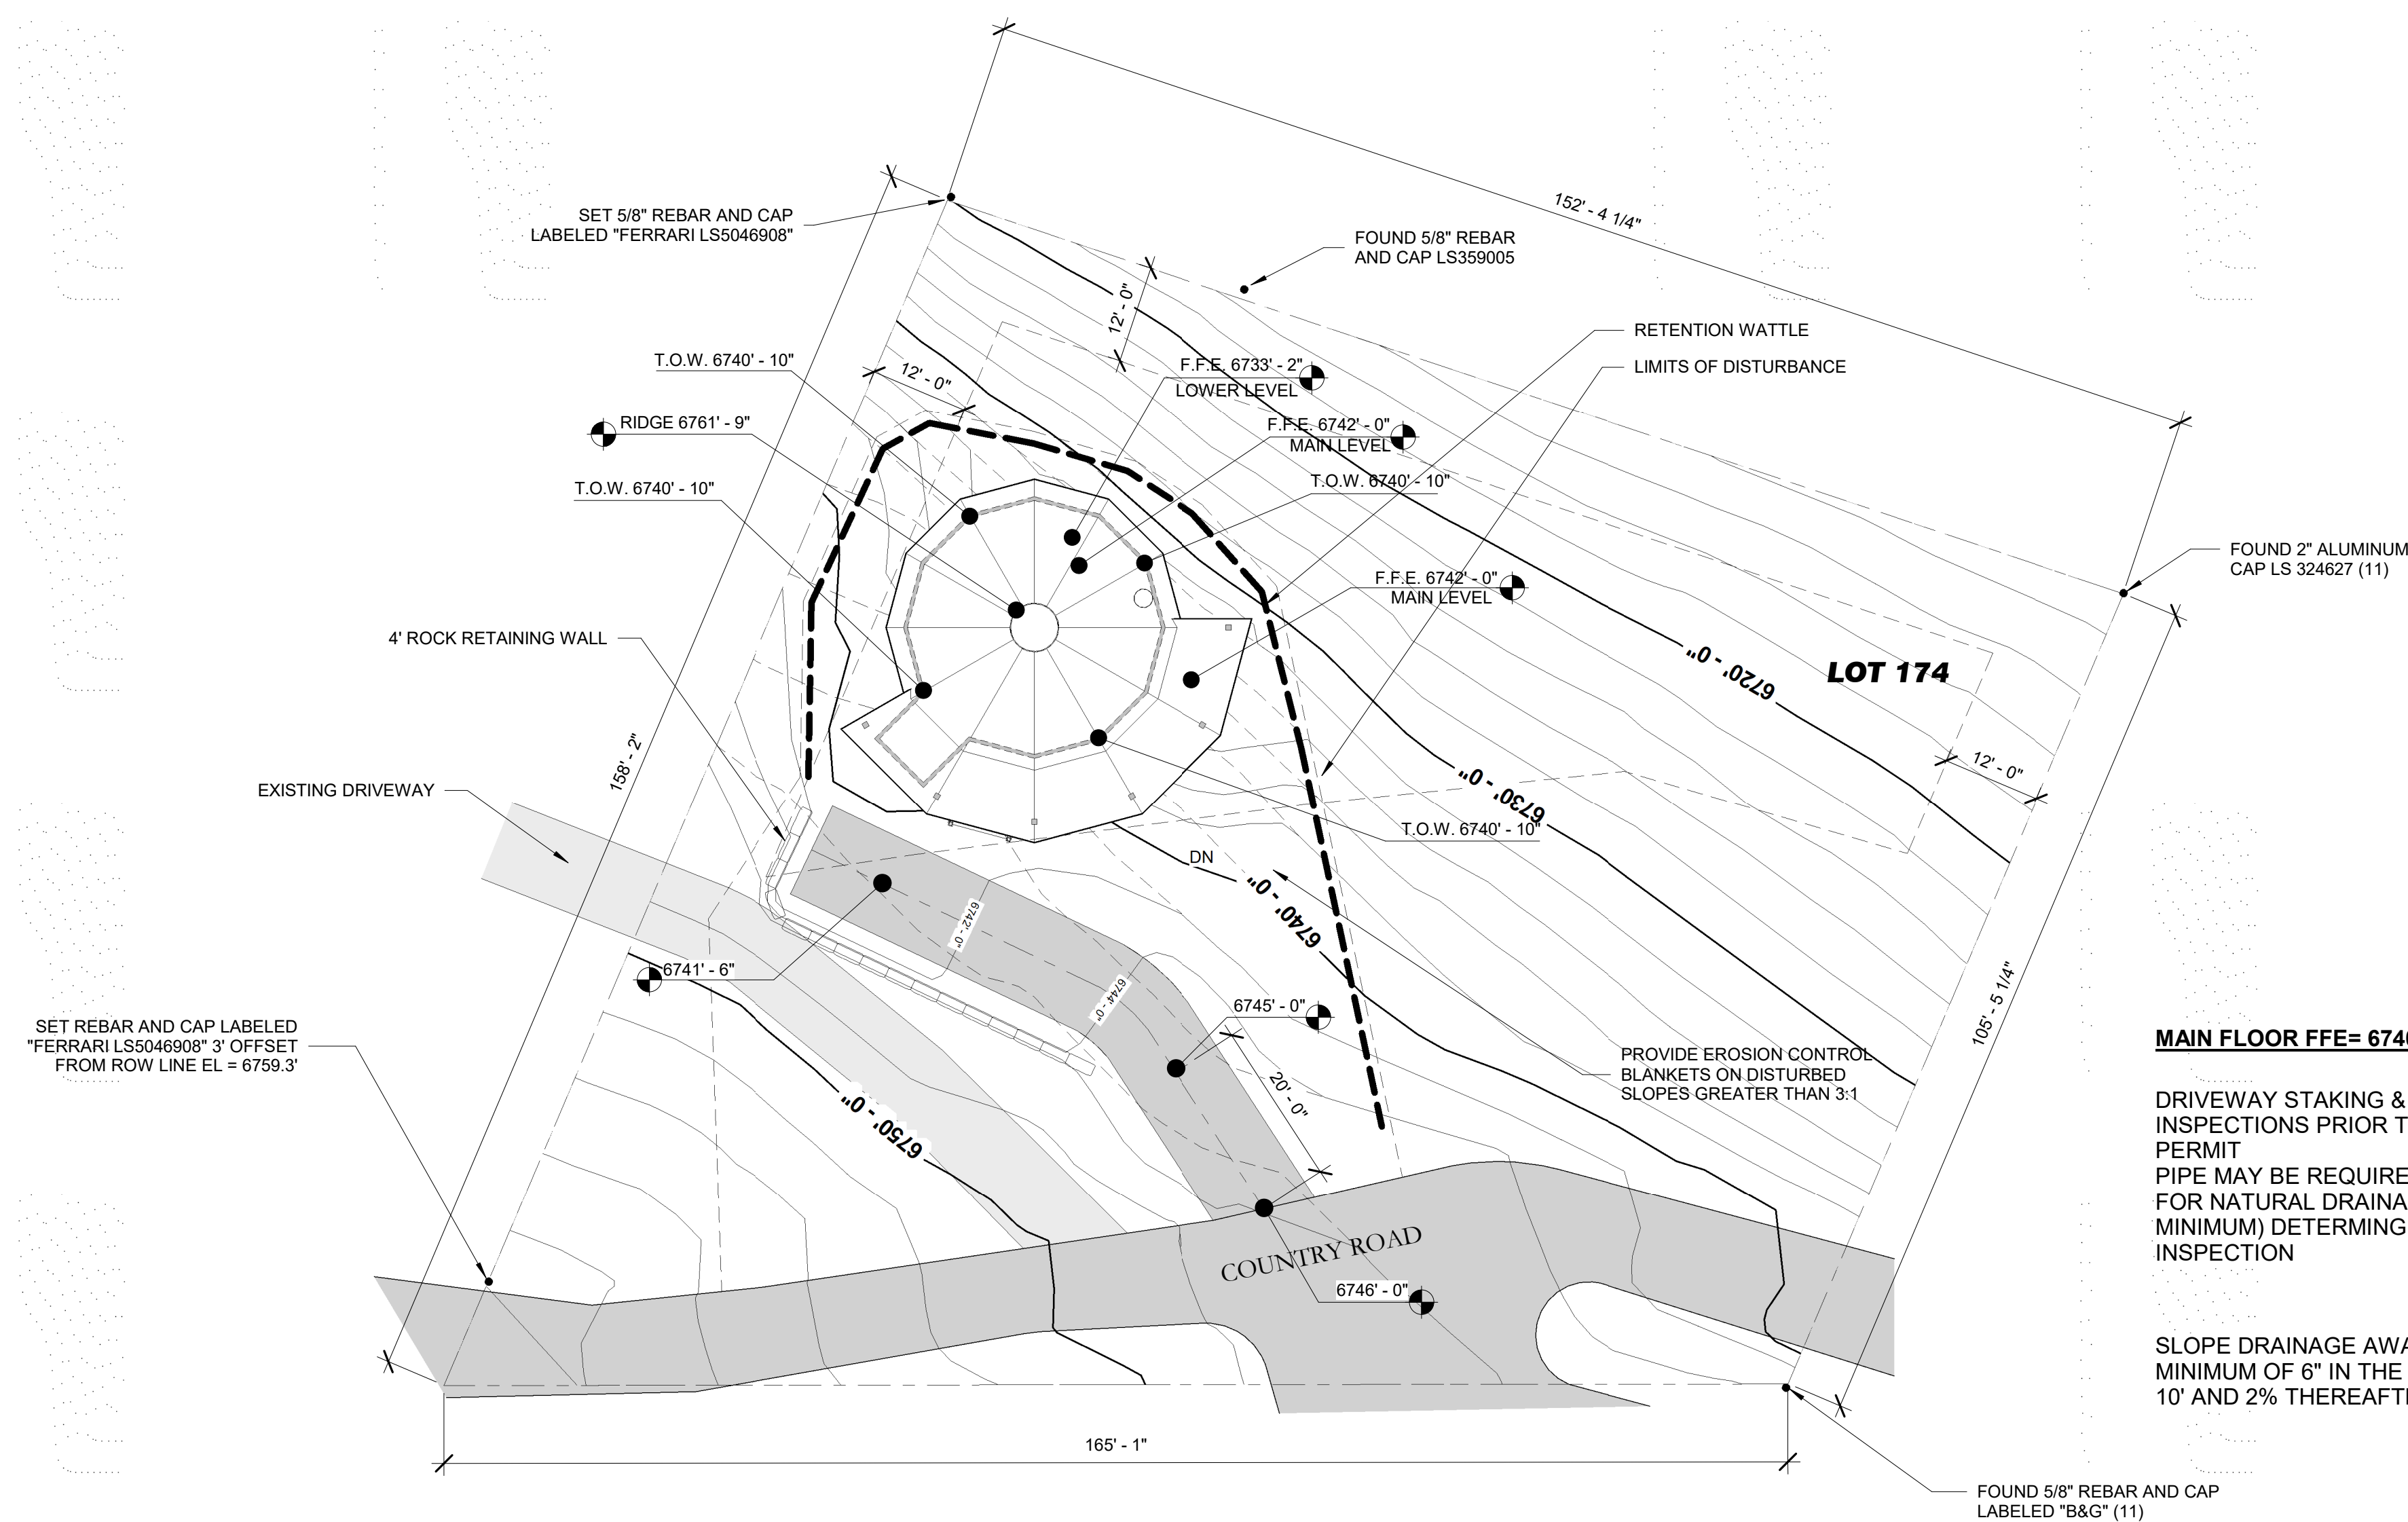 152' - 4 1/4"
SET 5/8" REBAR AND CAP
LABELED "FERRARI LS5046908"
FOUND 5/8" REBAR
AND CAP LS359005
12' - 0"
RETENTION WATTLE
LIMITS OF DISTURBANCE
T.O.W. 6740' - 10"
12' - 0"
F.F.E. 6733' - 2"
LOWER LEVEL
RIDGE 6761' - 9"
F.F.E. 6742' - 0"
MAIN LEVEL
T.O.W. 6740' - 10"
T.O.W. 6740' - 10"
FOUND 2" ALUMINUM
CAP LS 324627 (11)
F.F.E. 6742' - 0"
MAIN LEVEL
4' ROCK RETAINING WALL
6720' - 0"
LOT 174
158' - 2"
EXISTING DRIVEWAY
12' - 0"
6730' - 0"
T.O.W. 6740' - 10"
DN
6740' - 0"
6742' - 0"
6741' - 6"
6744' - 0"
6745' - 0"
105' - 5 1/4"
SET REBAR AND CAP LABELED
"FERRARI LS5046908" 3' OFFSET
FROM ROW LINE EL = 6759.3'
20' - 0"
PROVIDE EROSION CONTROL
BLANKETS ON DISTURBED
SLOPES GREATER THAN 3:1
6750' - 0"
COUNTRY ROAD
6746' - 0"
MAIN FLOOR FFE=
DRIVEWAY STAKING &
INSPECTIONS PRIOR
PERMIT
PIPE MAY BE
FOR NATURAL
MINIMUM) DETERMING
INSPECTION
SLOPE DRAINAGE
MINIMUM OF 6" IN THE
10' AND 2%
165' - 1"
FOUND 5/8" REBAR AND CAP
LABELED "B&G" (11)